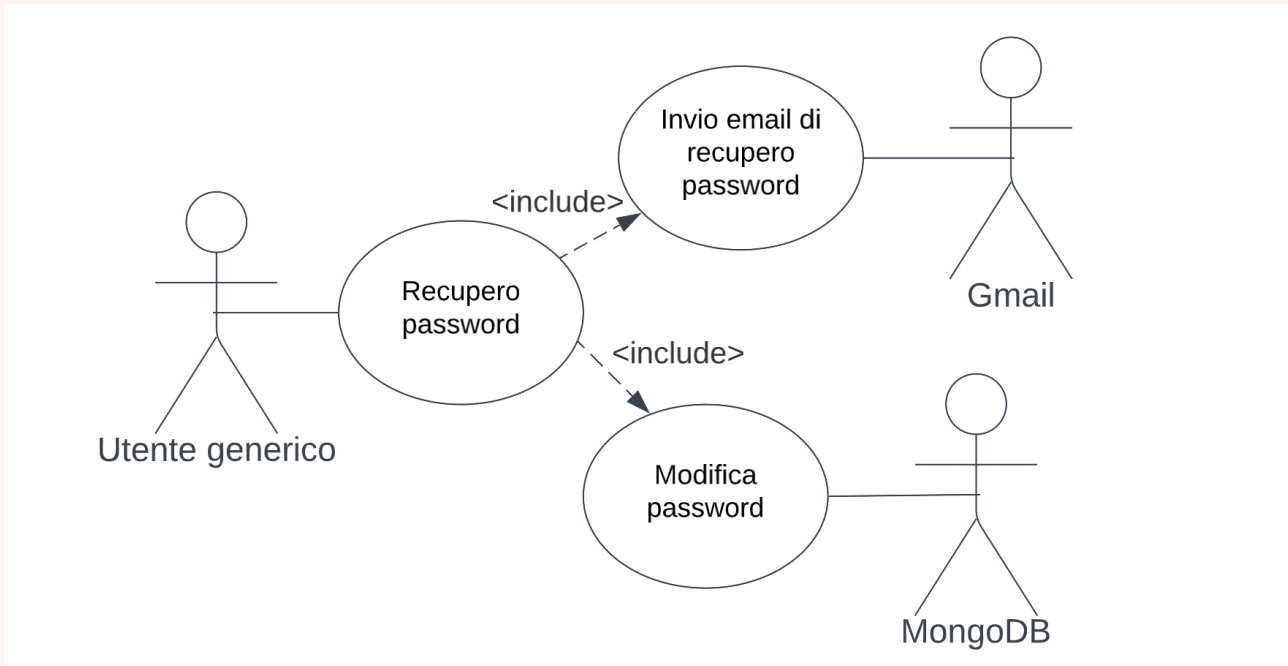 Invio email di
recupero
password
<include>
Gmail
Recupero
password
<include>
Utente generico
Modifica
password
MongoDB